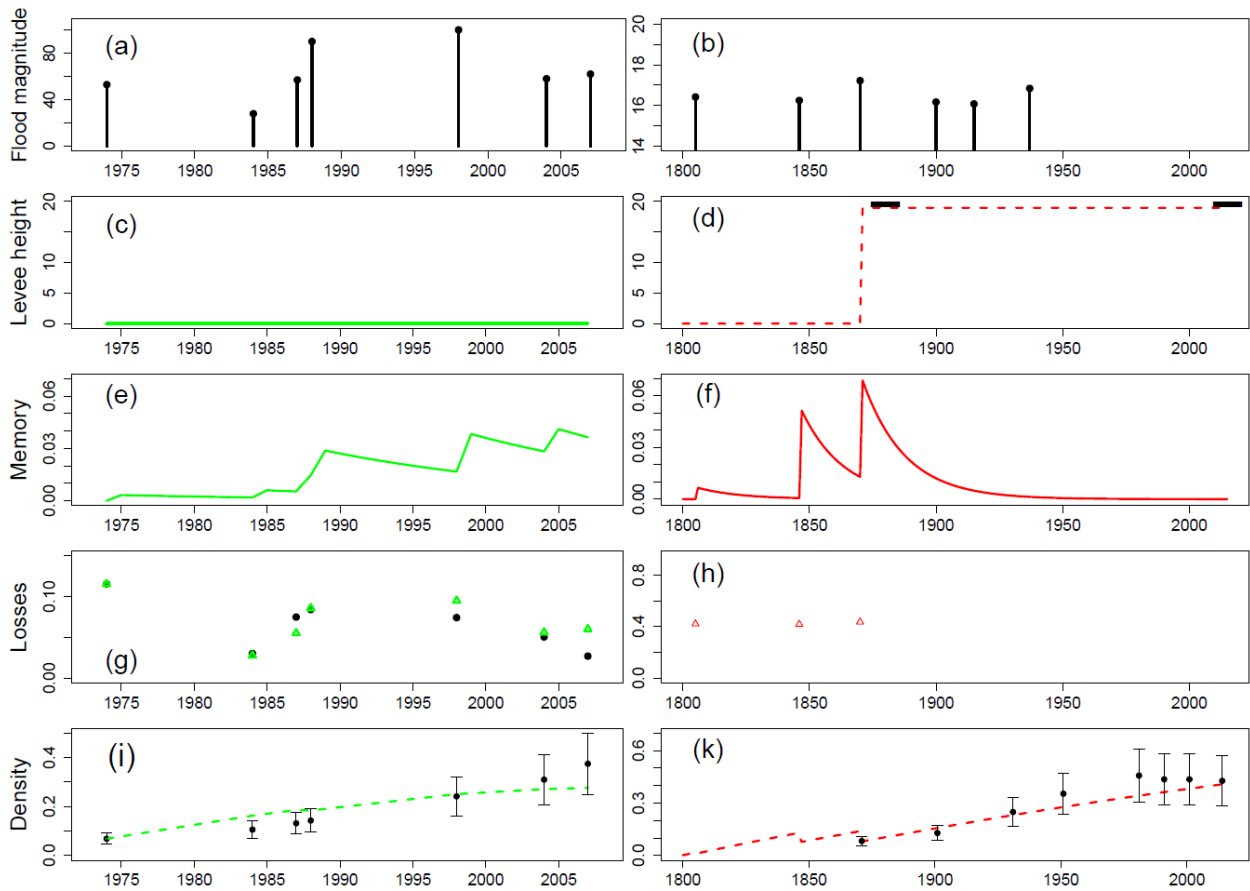 Flood magnitude
(a)
0 40 80
1975 1980 1985 1990 1995 2000 2005
(b)
14 16 18 20
1800 1850 1900 1950 2000
Levee height
(c)
0 5 10 15 20
1975 1980 1985 1990 1995 2000 2005
(d)
0 5 10 15 20
1800 1850 1900 1950 2000
Memory
(e)
0.00 0.03 0.06
1975 1980 1985 1990 1995 2000 2005
(f)
0.00 0.03 0.06
1800 1850 1900 1950 2000
Losses
(g)
0.00 0.10
1975 1980 1985 1990 1995 2000 2005
(h)
0.0 0.4 0.8
1800 1850 1900 1950 2000
Density
(i)
0.0 0.2 0.4
1975 1980 1985 1990 1995 2000 2005
(k)
0.0 0.3 0.6
1800 1850 1900 1950 2000